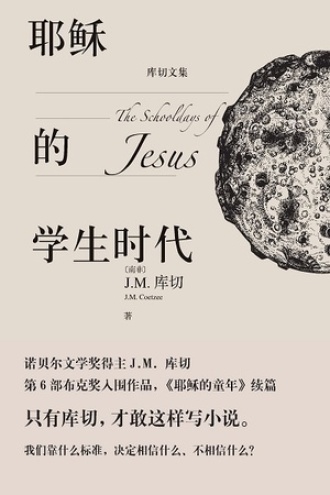 耶稣
库切文集
The Schooldays of
的
Jesus
学生时代
〔南非〕
J.M. 库切
J.M. Coetzee
著
诺贝尔文学奖得主 J.M. 库切
第6部布克奖入围作品，《耶稣的童年》续篇
只有库切，才敢这样写小说。
我们靠什么标准，决定相信什么、不相信什么？